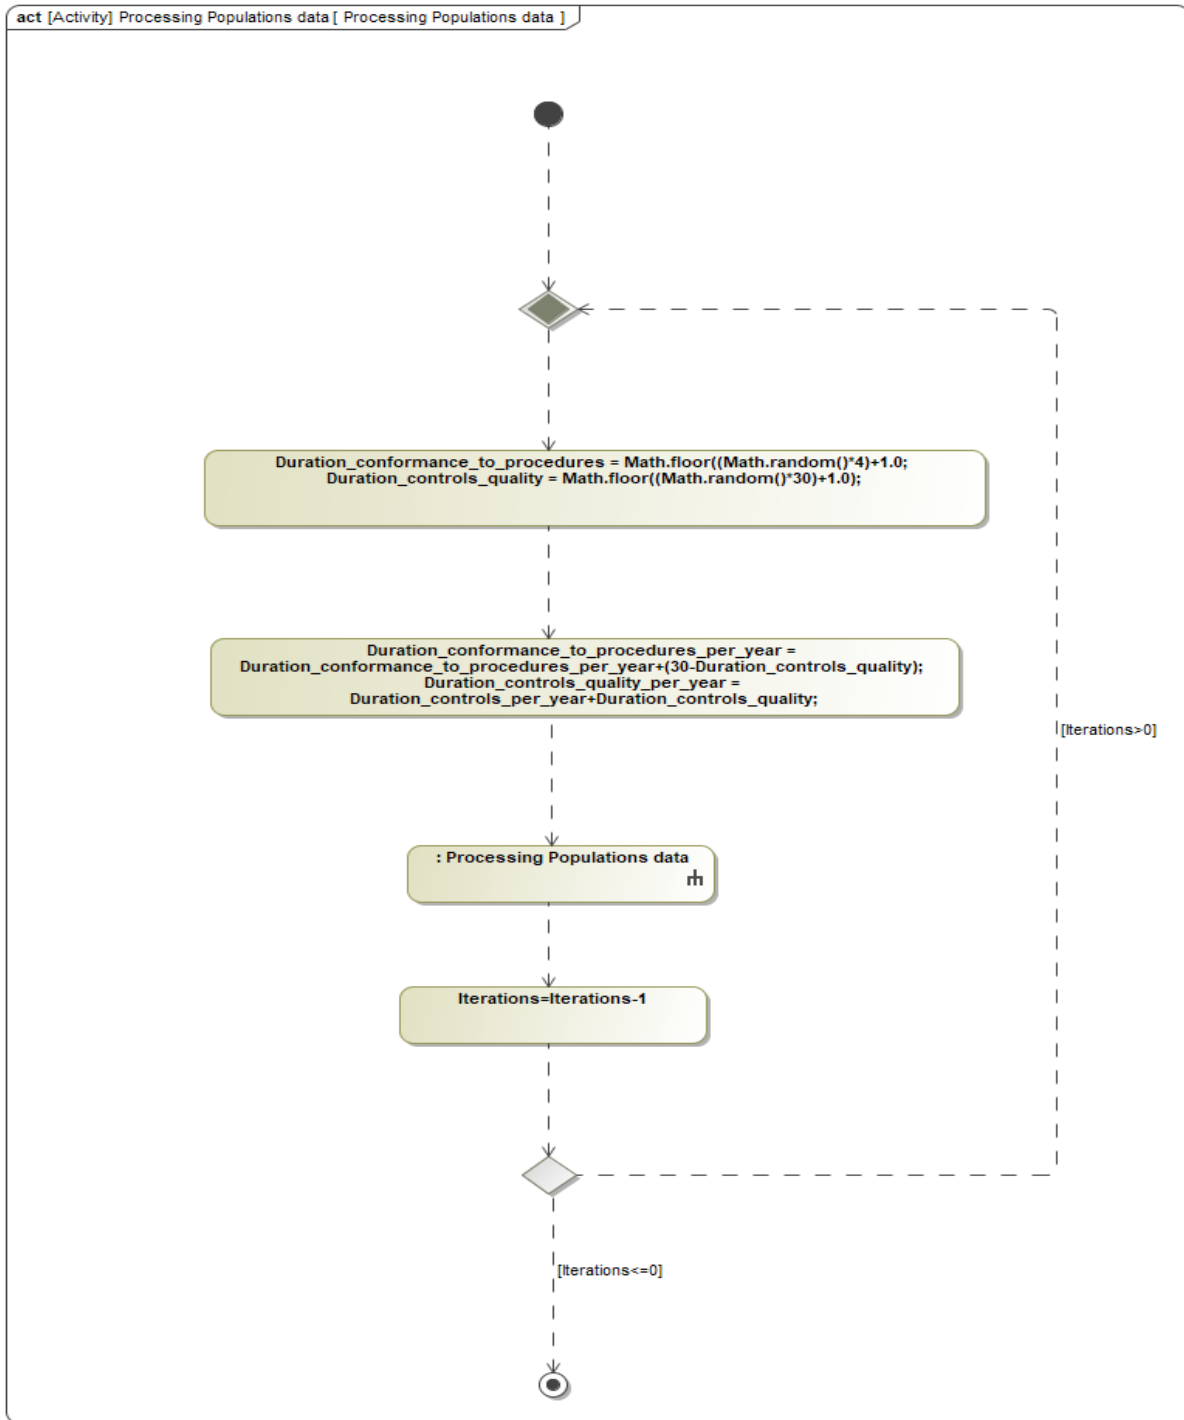 act [Activity] Processing Populations data [ Processing Populations data ]
Duration_conformance_to_procedures = Math.floor((Math.random()*4)+1.0;
Duration_controls_quality = Math.floor((Math.random()*30)+1.0);
Duration_conformance_to_procedures_per_year =
Duration_conformance_to_procedures_per_year+(30-Duration_controls_quality);
Duration_controls_quality_per_year =
Duration_controls_per_year+Duration_controls_quality;
[Iterations>0]
: Processing Populations data
Iterations=Iterations-1
[Iterations<=0]